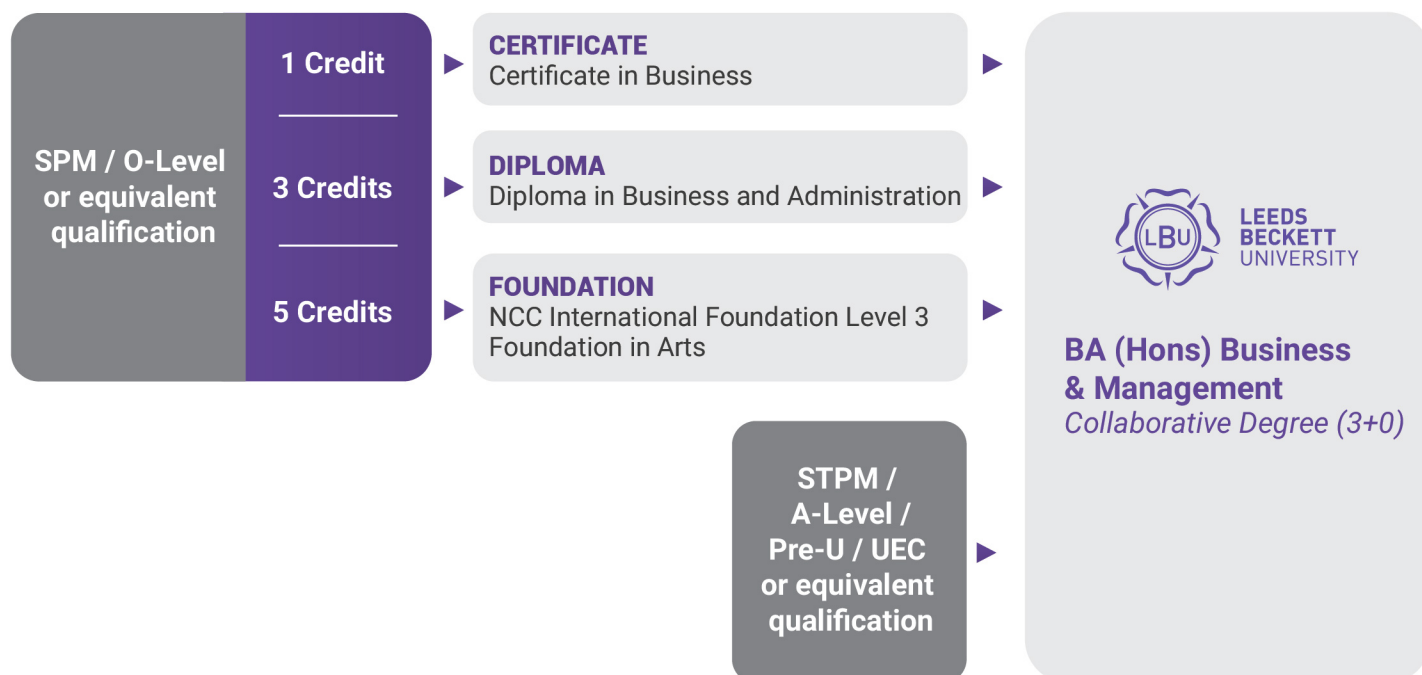 SPM / O-Level
or equivalent
qualification
1 Credit
CERTIFICATE
Certificate in Business
3 Credits
DIPLOMA
Diploma in Business and Administration
5 Credits
FOUNDATION
NCC International Foundation Level 3
Foundation in Arts
STPM /
A-Level /
Pre-U / UEC
or equivalent
qualification
LBU
LEEDS
BECKETT
UNIVERSITY
BA (Hons) Business
& Management
Collaborative Degree (3+0)